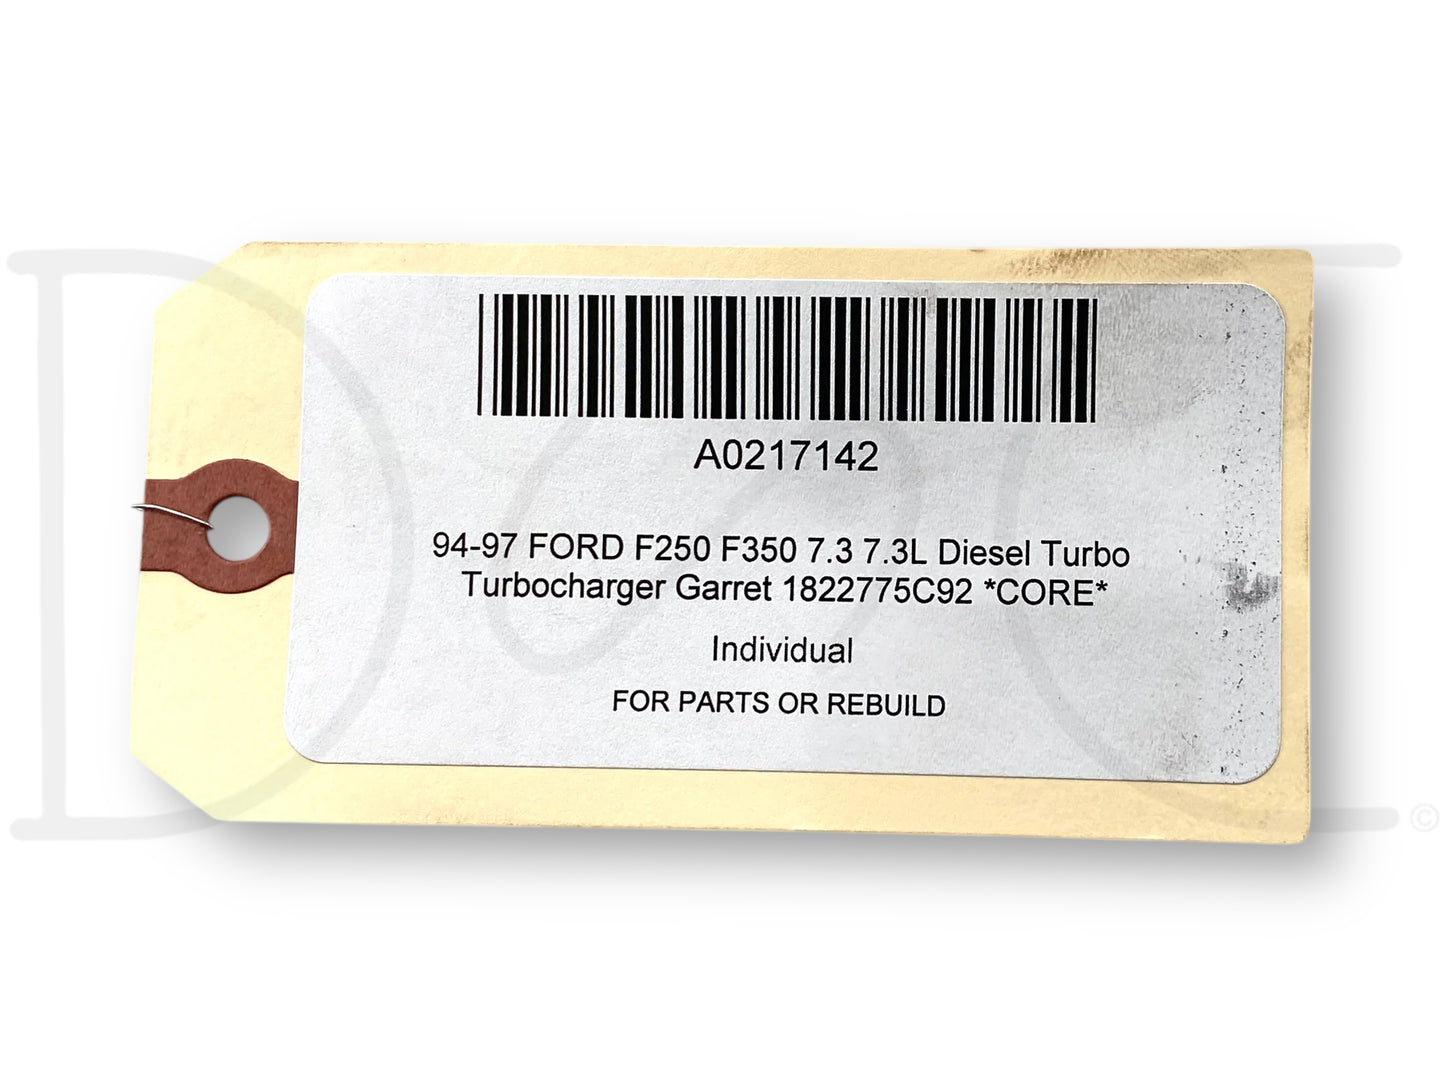 A0217142
94-97 FORD F250 F350 7.3 7.3L Diesel Turbo
Turbocharger Garret 1822775C92 *CORE*
Individual
FOR PARTS OR REBUILD
©